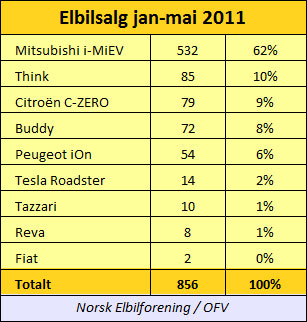 Elbilsalg jan-mai 2011
Mitsubishi i-MiEV 532 62%
Think 85 10%
Citroën C-ZERO 79 9%
Buddy 72 8%
Peugeot iOn 54 6%
Tesla Roadster 14 2%
Tazzari 10 1%
Reva 8 1%
Fiat 2 0%
Totalt 856 100%
Norsk Elbilforening / OFV